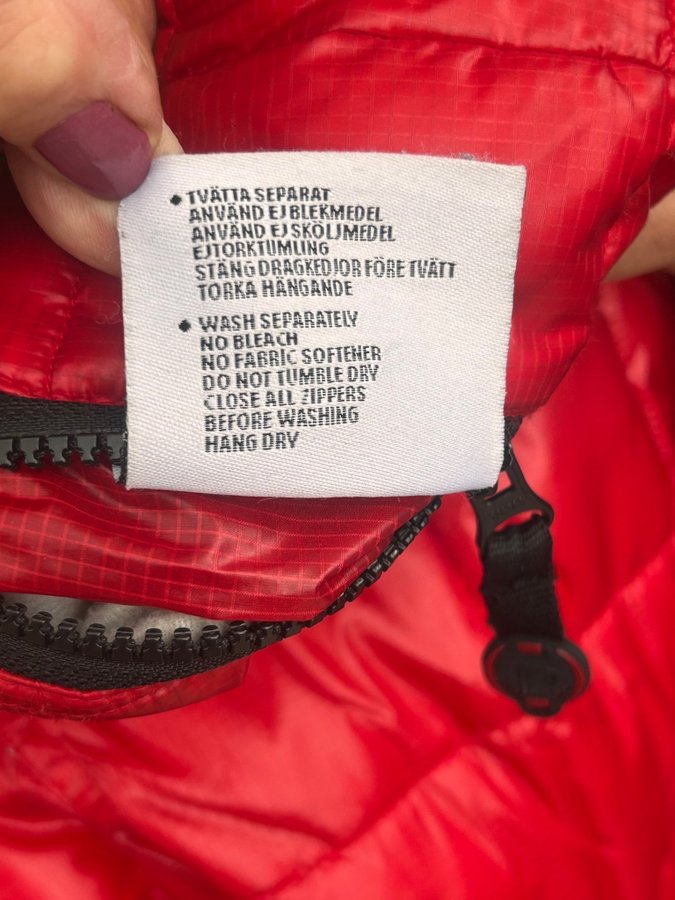 • TVÄTTA SEPARAT
ANVÄND EJ BLEKMEDEL
ANVÄND EJ SKÖLJMEDEL
EJ TORKTUMLING
STÄNG DRAGKEDJOR FÖRE TVÄTT
TORKA HÄNGANDE
• WASH SEPARATELY
NO BLEACH
NO FABRIC SOFTENER
DO NOT TUMBLE DRY
CLOSE ALL ZIPPERS
BEFORE WASHING
HANG DRY